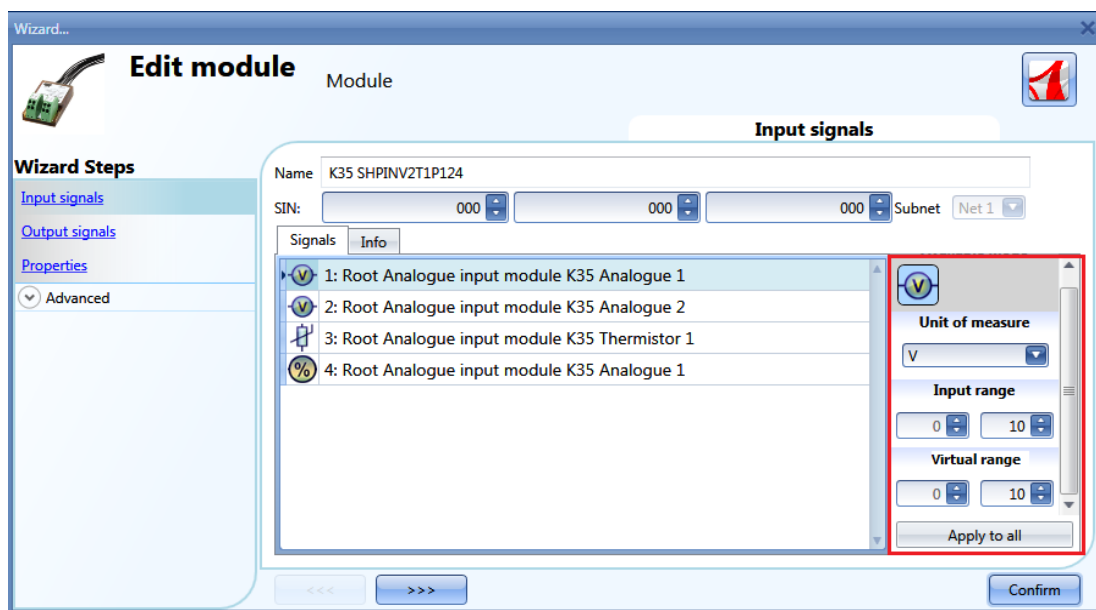 Wizard...
Edit module
Module
Input signals
Wizard Steps
Input signals
Output signals
Properties
Advanced
Name K35 SHPINV2T1P124
SIN: 000 000 000 Subnet Net 1
Signals Info
1: Root Analogue input module K35 Analogue 1
2: Root Analogue input module K35 Analogue 2
3: Root Analogue input module K35 Thermistor 1
4: Root Analogue input module K35 Analogue 1
Unit of measure
V
Input range
0 10
Virtual range
0 10
Apply to all
<<< >>>
Confirm